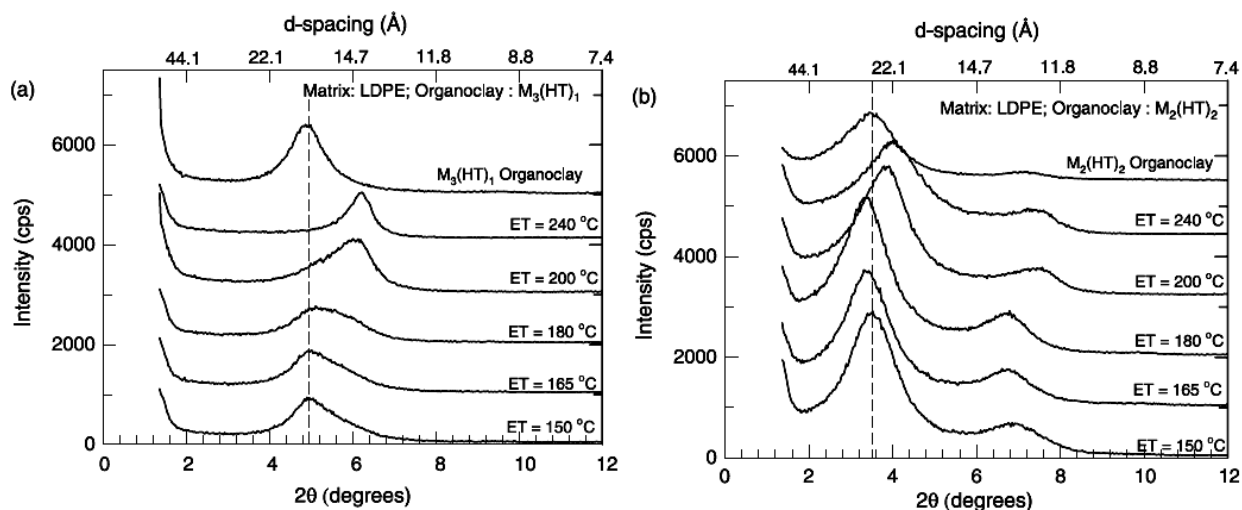 d-spacing (Å)
44.1 22.1 14.7 11.8 8.8 7.4
(a)
Matrix: LDPE; Organoclay : M₃(HT)₁
6000
M₃(HT)₁ Organoclay
ET = 240 °C
4000
ET = 200 °C
Intensity (cps)
ET = 180 °C
2000
ET = 165 °C
ET = 150 °C
0
0 2 4 6 8 10 12
2θ (degrees)
d-spacing (Å)
44.1 22.1 14.7 11.8 8.8 7.4
(b)
Matrix: LDPE; Organoclay : M₂(HT)₂
6000
M₂(HT)₂ Organoclay
ET = 240 °C
4000
ET = 200 °C
Intensity (cps)
ET = 180 °C
2000
ET = 165 °C
ET = 150 °C
0
0 2 4 6 8 10 12
2θ (degrees)